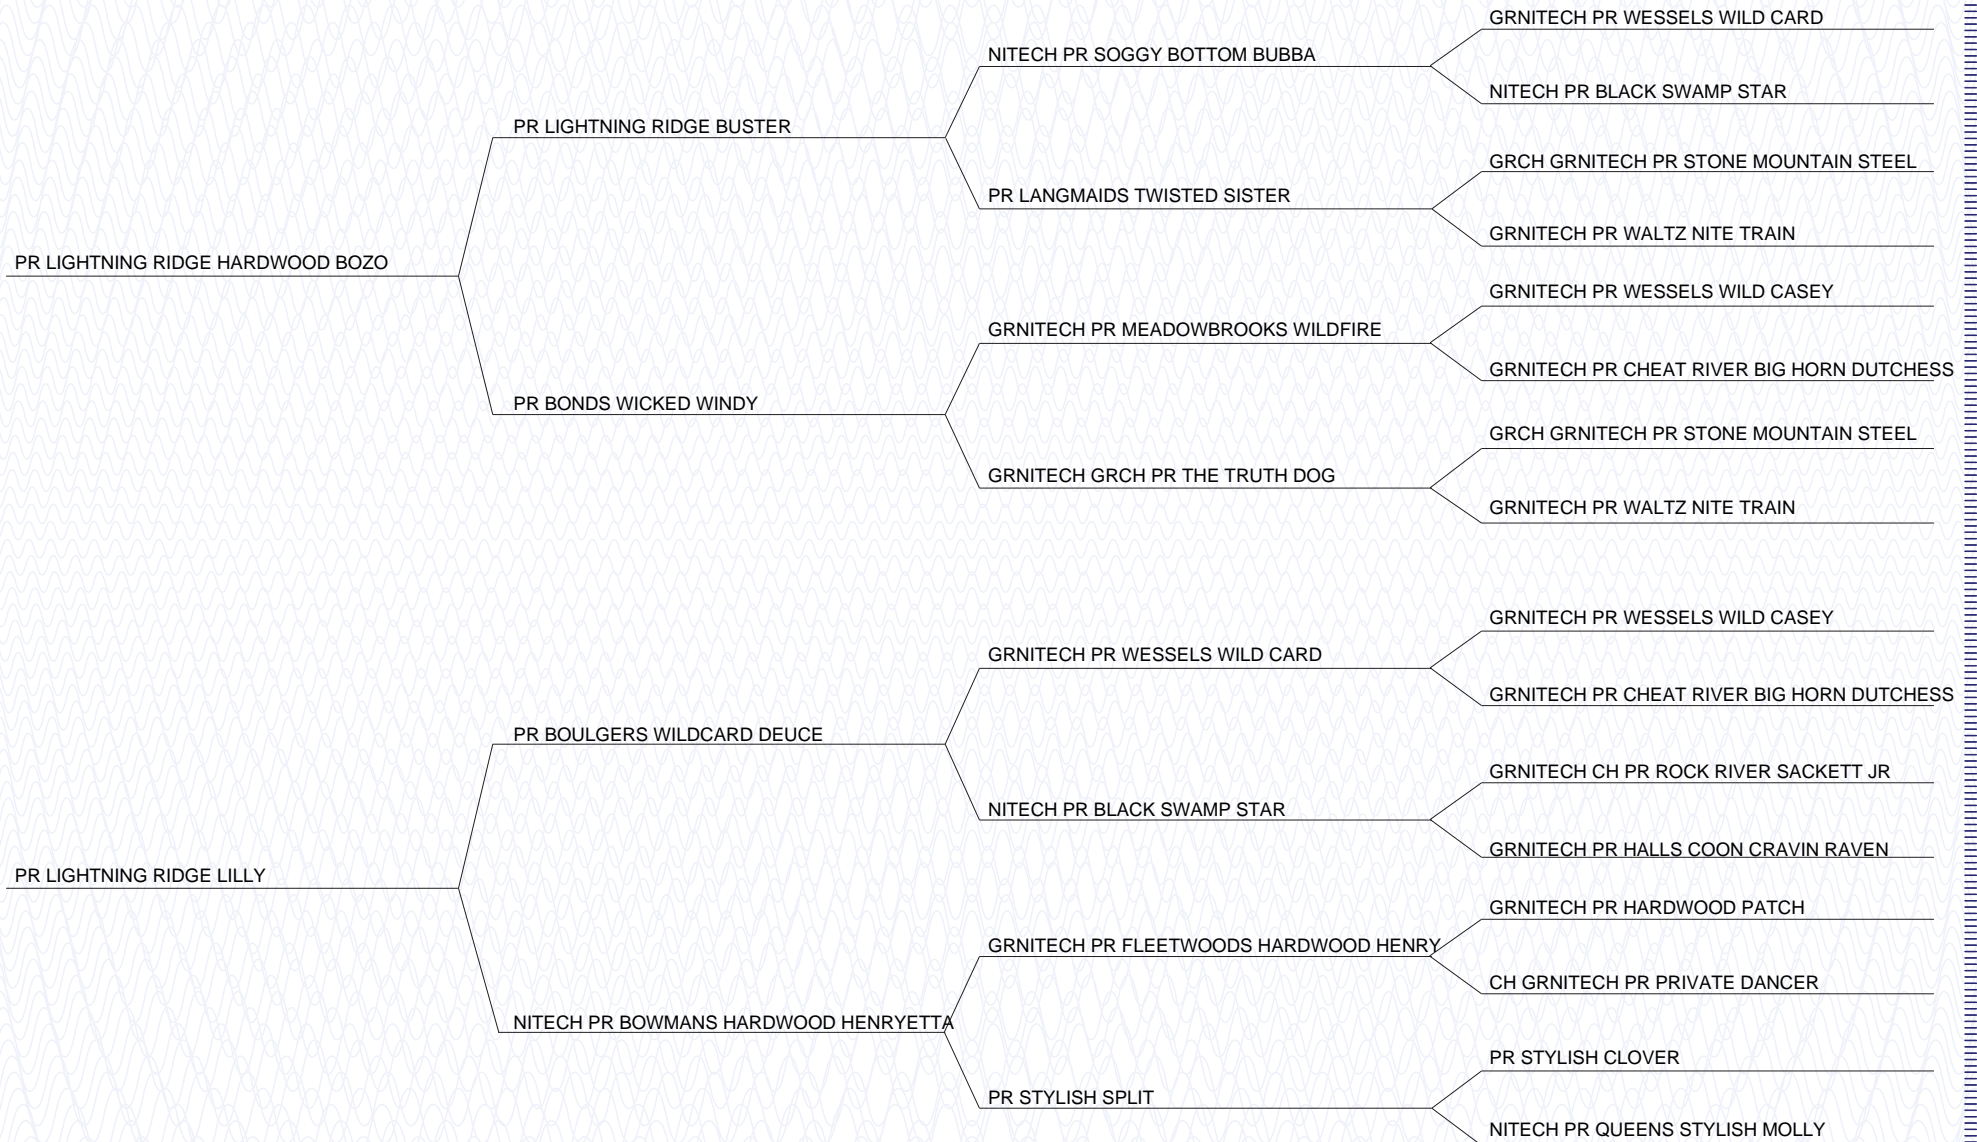 GRNITECH PR WESSELS WILD CARD
NITECH PR SOGGY BOTTOM BUBBA
NITECH PR BLACK SWAMP STAR
PR LIGHTNING RIDGE BUSTER
GRCH GRNITECH PR STONE MOUNTAIN STEEL
PR LANGMAIDS TWISTED SISTER
GRNITECH PR WALTZ NITE TRAIN
PR LIGHTNING RIDGE HARDWOOD BOZO
GRNITECH PR WESSELS WILD CASEY
GRNITECH PR MEADOWBROOKS WILDFIRE
GRNITECH PR CHEAT RIVER BIG HORN DUTCHESS
PR BONDS WICKED WINDY
GRCH GRNITECH PR STONE MOUNTAIN STEEL
GRNITECH GRCH PR THE TRUTH DOG
GRNITECH PR WALTZ NITE TRAIN
GRNITECH PR WESSELS WILD CASEY
GRNITECH PR WESSELS WILD CARD
GRNITECH PR CHEAT RIVER BIG HORN DUTCHESS
PR BOULGERS WILDCARD DEUCE
GRNITECH CH PR ROCK RIVER SACKETT JR
NITECH PR BLACK SWAMP STAR
GRNITECH PR HALLS COON CRAVIN RAVEN
PR LIGHTNING RIDGE LILLY
GRNITECH PR HARDWOOD PATCH
GRNITECH PR FLEETWOODS HARDWOOD HENRY
CH GRNITECH PR PRIVATE DANCER
NITECH PR BOWMANS HARDWOOD HENRYETTA
PR STYLISH CLOVER
PR STYLISH SPLIT
NITECH PR QUEENS STYLISH MOLLY